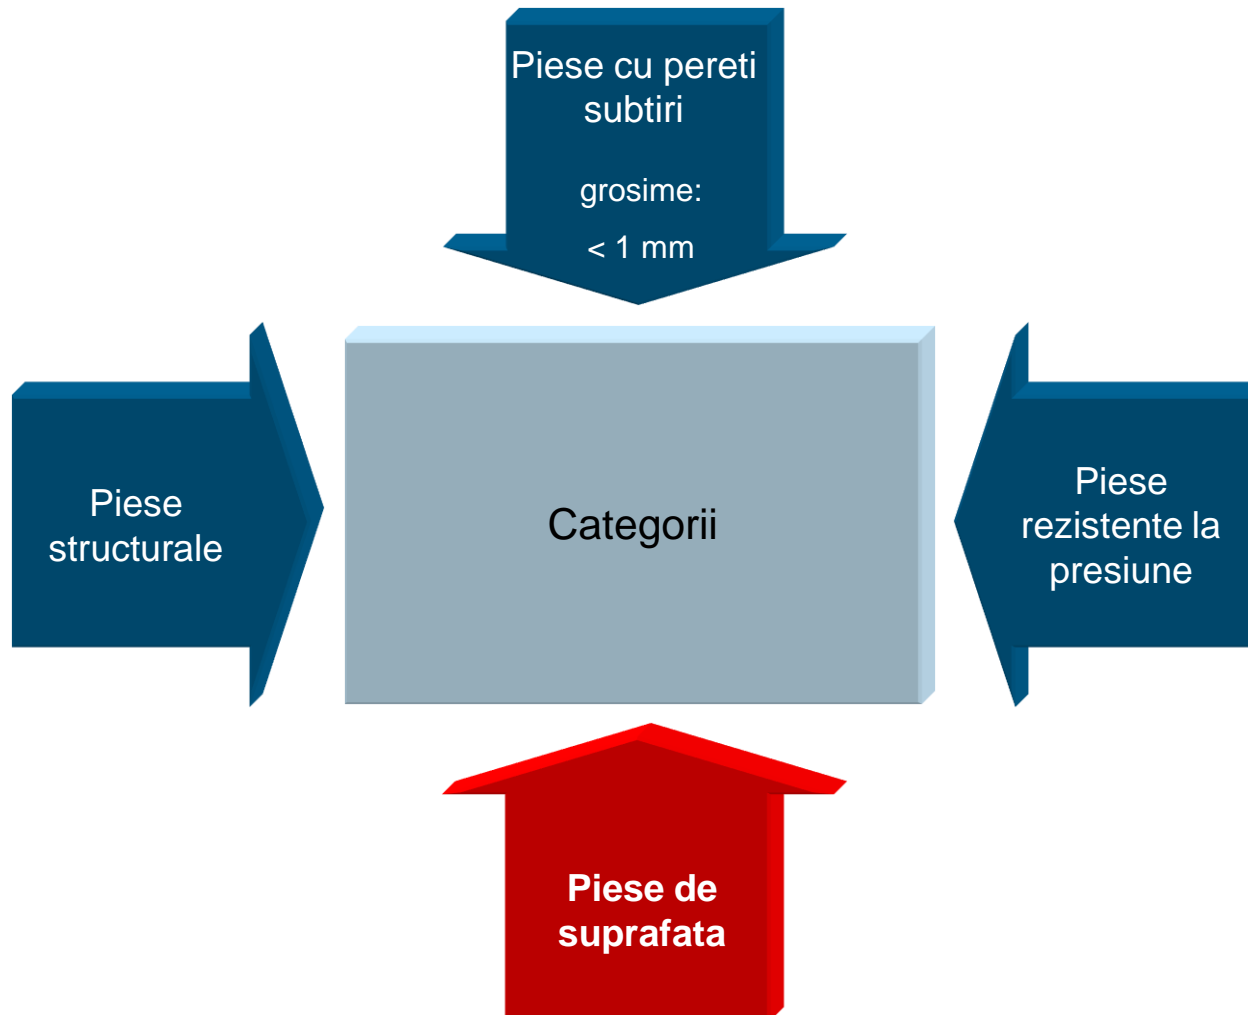 Piese cu pereti
subtiri
grosime:
< 1 mm
Piese
structurale
Categorii
Piese
rezistente la
presiune
Piese de
suprafata